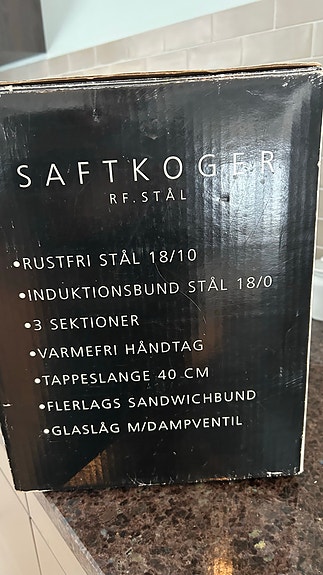 SAFTKOGER
RF. STÅL
•RUSTFRI STÅL 18/10
•INDUKTIONSBUND STÅL 18/0
•3 SEKTIONER
•VARMEFRI HÅNDTAG
•TAPPESLANGE 40 CM
•FLERLAGS SANDWICHBUND
•GLASLÅG M/DAMPVENTIL